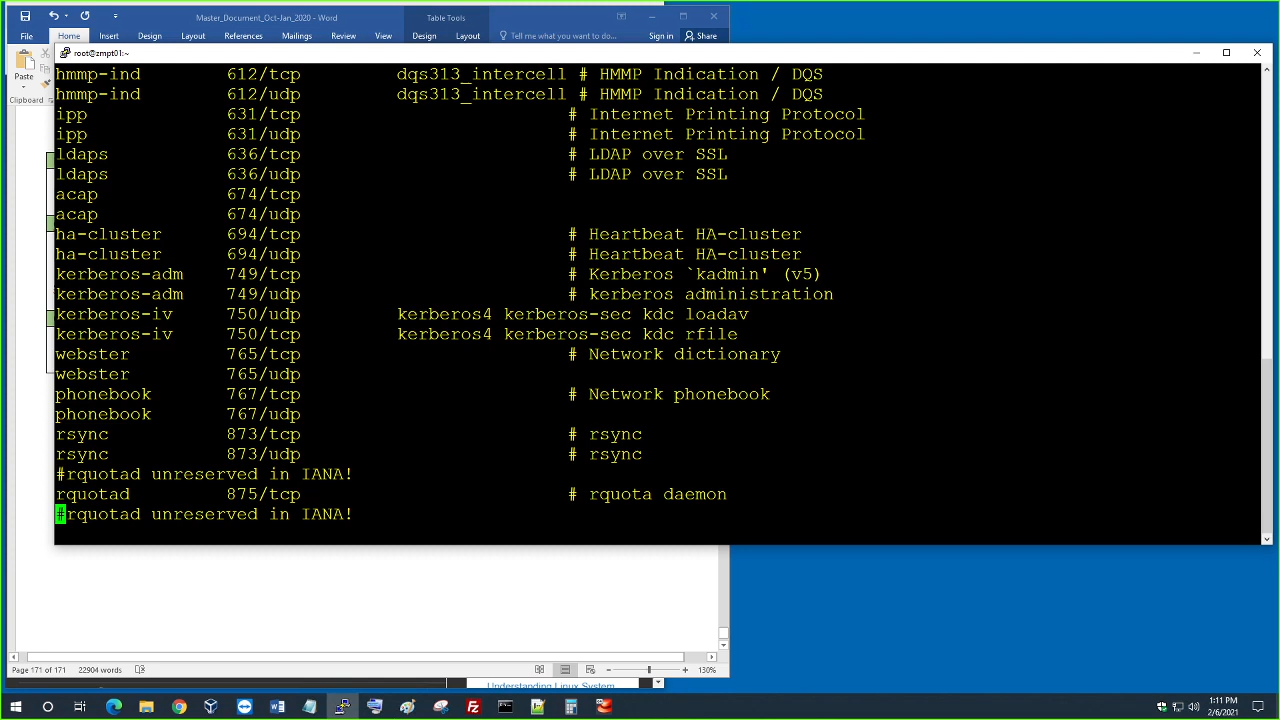 Master_Document_Oct-Jan_2020 - Word
Table Tools
File Home Insert Design Layout References Mailings Review View Design Layout Tell me what you want to do... Sign in Share
Paste
Clipboard
root@zmpt01:~
hmmp-ind 612/tcp dqs313_intercell # HMMP Indication / DQS
hmmp-ind 612/udp dqs313_intercell # HMMP Indication / DQS
ipp 631/tcp # Internet Printing Protocol
ipp 631/udp # Internet Printing Protocol
ldaps 636/tcp # LDAP over SSL
ldaps 636/udp # LDAP over SSL
acap 674/tcp
acap 674/udp
ha-cluster 694/tcp # Heartbeat HA-cluster
ha-cluster 694/udp # Heartbeat HA-cluster
kerberos-adm 749/tcp # Kerberos `kadmin' (v5)
kerberos-adm 749/udp # kerberos administration
kerberos-iv 750/tcp kerberos4 kerberos-sec kdc loadav
kerberos-iv 750/udp kerberos4 kerberos-sec kdc rfile
webster 765/tcp # Network dictionary
webster 765/udp
phonebook 767/tcp # Network phonebook
phonebook 767/udp
rsync 873/tcp # rsync
rsync 873/udp # rsync
#rquotad unreserved in IANA!
rquotad 875/tcp # rquota daemon
#rquotad unreserved in IANA!
Page 171 of 171 22904 words 130%
Understanding Linux System
1:11 PM
2/6/2021